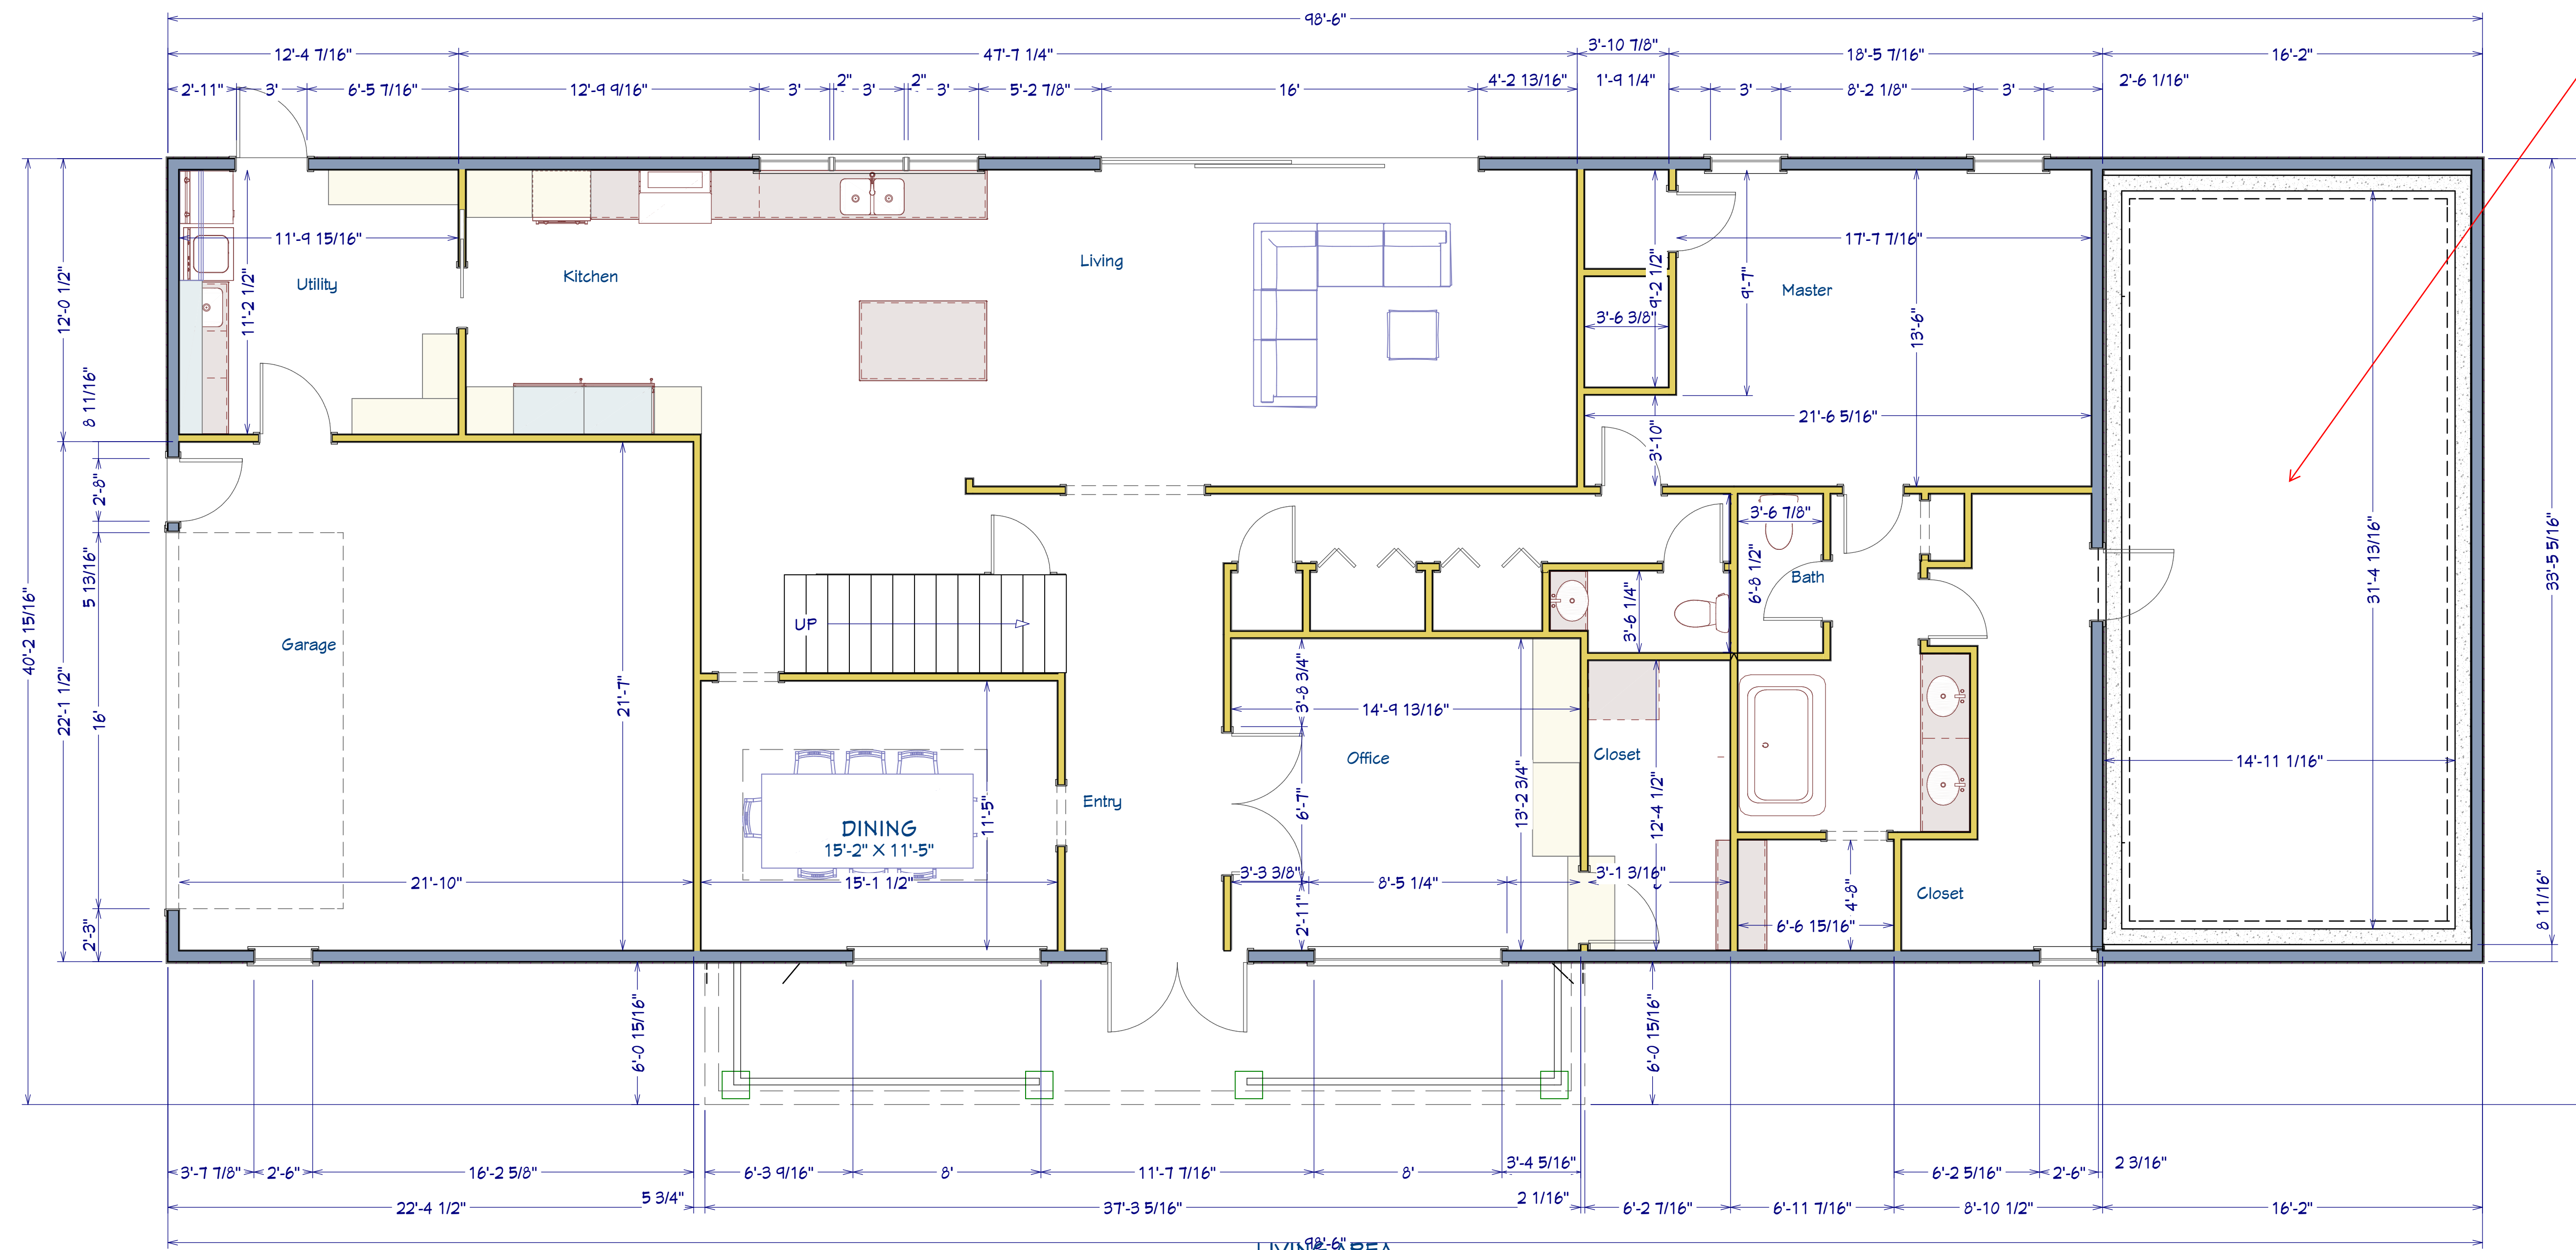 98'-6"
12'-4 7/16" 47'-7 1/4" 3'-10 7/8" 18'-5 7/16" 16'-2"
2'-11" 3' 6'-5 7/16" 12'-9 9/16" 3' 2" 3' 2" 3' 5'-2 7/8" 16' 4'-2 13/16" 1'-9 1/4" 3' 8'-2 1/8" 3' 2'-6 1/16"
11'-9 15/16"
17'-7 7/16"
Utility
Kitchen
Living
Master
11'-2 1/2"
12'-0 1/2"
9'-2 1/2"
9'-7"
3'-6 3/8"
13'-6"
8 11/16"
21'-6 5/16"
3'-10"
2'-8"
3'-6 7/8"
40'-2 15/16"
22'-1 1/2"
5 13/16"
16'
2'-3"
Garage
21'-7"
21'-10"
UP
6'-8 1/2"
Bath
3'-6 1/4"
31'-4 13/16"
33'-5 5/16"
3'-8 3/4"
14'-9 13/16"
Office
Closet
14'-11 1/16"
DINING
15'-2" X 11'-5"
11'-5"
Entry
6'-7"
13'-2 3/4"
12'-4 1/2"
15'-1 1/2"
3'-3 3/8"
8'-5 1/4"
3'-1 3/16"
2'-11"
4'-8"
6'-6 15/16"
Closet
8 11/16"
6'-0 15/16"
6'-0 15/16"
3'-7 7/8" 2'-6" 16'-2 5/8" 6'-3 9/16" 8' 11'-7 7/16" 8' 3'-4 5/16" 6'-2 5/16" 2'-6" 2 3/16"
22'-4 1/2" 5 3/4" 37'-3 5/16" 2 1/16" 6'-2 7/16" 6'-11 7/16" 8'-10 1/2" 16'-2"
98'-6"
LIVING AREA